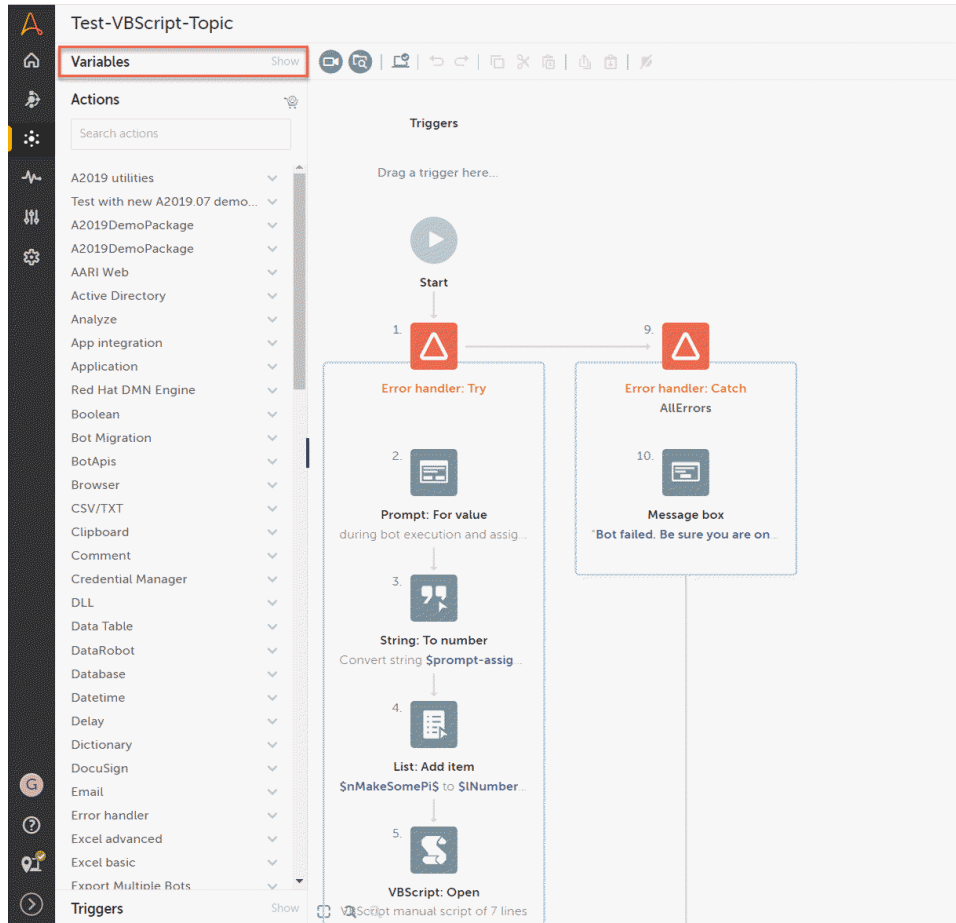 Test-VBScript-Topic
Variables
Show
Actions
Search actions
A2019 utilities
Test with new A2019.07 demo...
A2019DemoPackage
A2019DemoPackage
AARI Web
Active Directory
Analyze
App integration
Application
Red Hat DMN Engine
Boolean
Bot Migration
BotApis
Browser
CSV/TXT
Clipboard
Comment
Credential Manager
DLL
Data Table
DataRobot
Database
Datetime
Delay
Dictionary
DocuSign
Email
Error handler
Excel advanced
Excel basic
Export Multiple Bots
Triggers
Show
G
Triggers
Drag a trigger here...
Start
1.
Error handler: Try
2.
Prompt: For value
during bot execution and assig...
3.
String: To number
Convert string $prompt-assig...
4.
List: Add item
$nMakeSomePi$ to $lNumber...
5.
VBScript: Open
VBScript manual script of 7 lines
9.
Error handler: Catch
AllErrors
10.
Message box
"Bot failed. Be sure you are on...